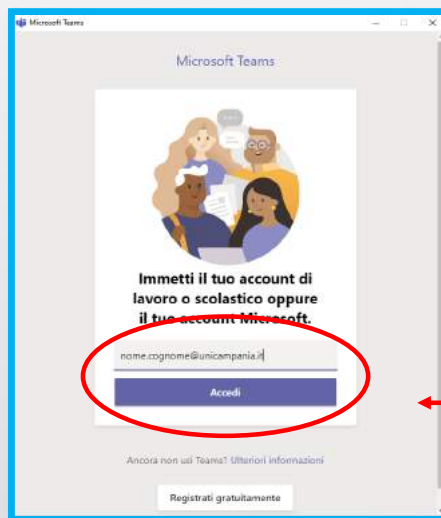 Microsoft Teams
Microsoft Teams
Immetti il tuo account di
lavoro o scolastico oppure
il tuo account Microsoft.
nome.cognome@unicampania.it
Accedi
Ancora non usi Teams? Ulteriori informazioni
Registrati gratuitamente